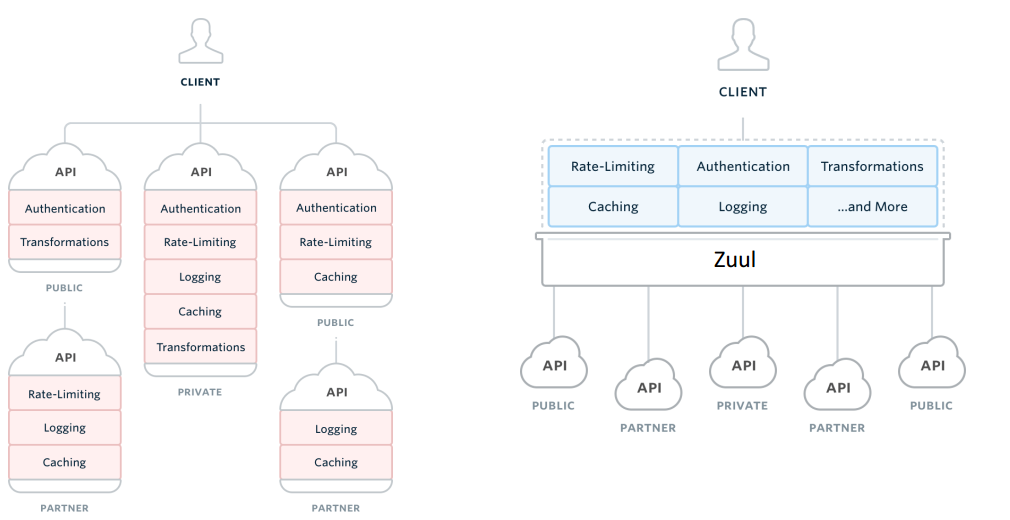 CLIENT
API
Authentication
Transformations
PUBLIC
API
Rate-Limiting
Logging
Caching
PARTNER
API
Authentication
Rate-Limiting
Logging
Caching
Transformations
PRIVATE
API
Authentication
Rate-Limiting
Caching
PUBLIC
API
Logging
Caching
PARTNER
CLIENT
Rate-Limiting
Authentication
Transformations
Caching
Logging
...and More
Zuul
API
PUBLIC
API
PARTNER
API
PRIVATE
API
PARTNER
API
PUBLIC